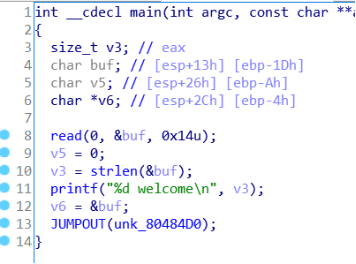 1 int __cdecl main(int argc, const char **
2 {
3 size_t v3; // eax
4 char buf; // [esp+13h] [ebp-1Dh]
5 char v5; // [esp+26h] [ebp-Ah]
6 char *v6; // [esp+2Ch] [ebp-4h]
7
8 read(0, &buf, 0x14u);
9 v5 = 0;
10 v3 = strlen(&buf);
11 printf("%d welcome\n", v3);
12 v6 = &buf;
13 JUMPOUT(unk_80484D0);
14 }